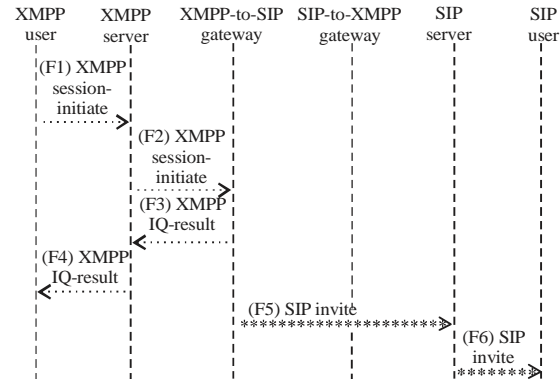 XMPP user
XMPP server
XMPP-to-SIP gateway
SIP-to-XMPP gateway
SIP server
SIP user
(F1) XMPP
session-
initiate
(F2) XMPP
session-
initiate
(F3) XMPP
IQ-result
(F4) XMPP
IQ-result
(F5) SIP invite
(F6) SIP
invite